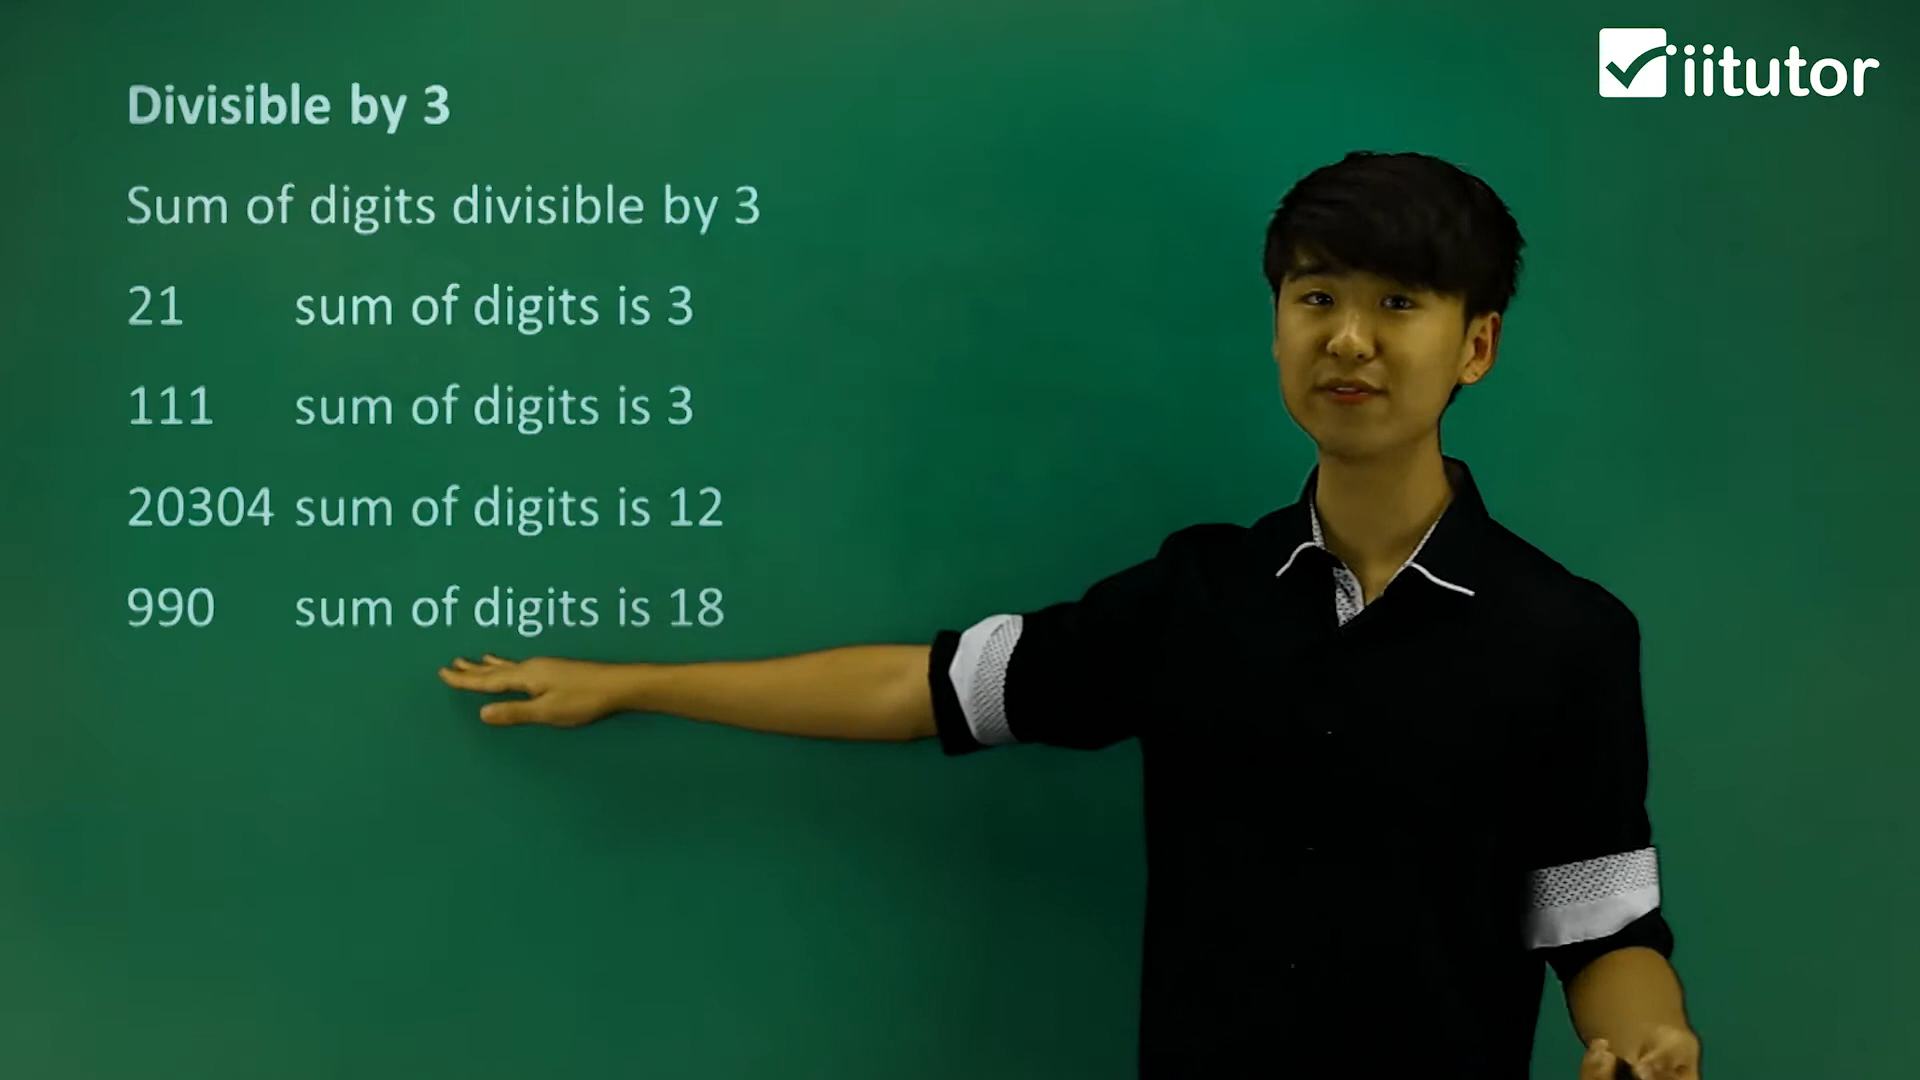 iitutor
Divisible by 3
Sum of digits divisible by 3
21 sum of digits is 3
111 sum of digits is 3
20304 sum of digits is 12
990 sum of digits is 18